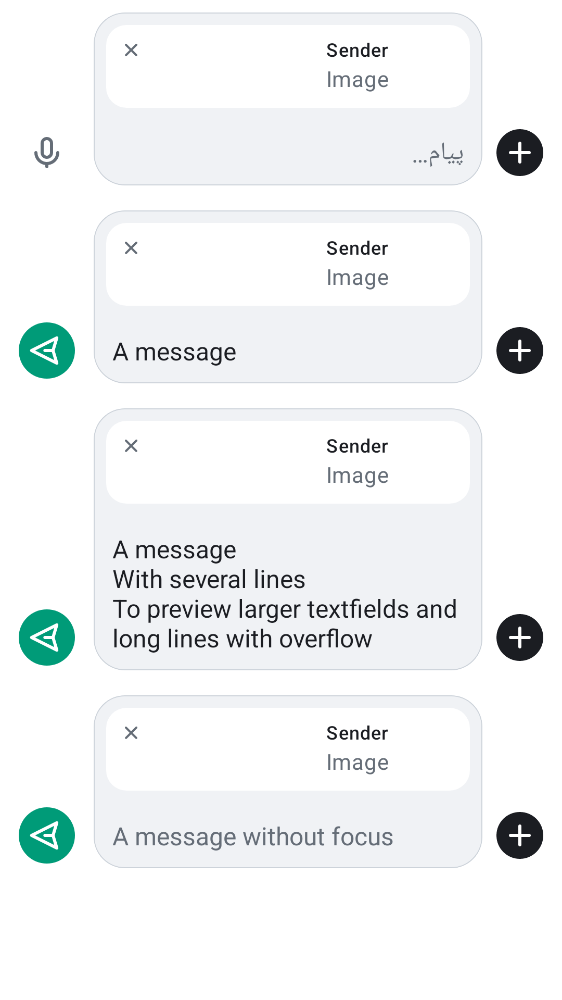 Sender
Image
پیام...
Sender
Image
A message
Sender
Image
A message
With several lines
To preview larger textfields and
long lines with overflow
Sender
Image
A message without focus